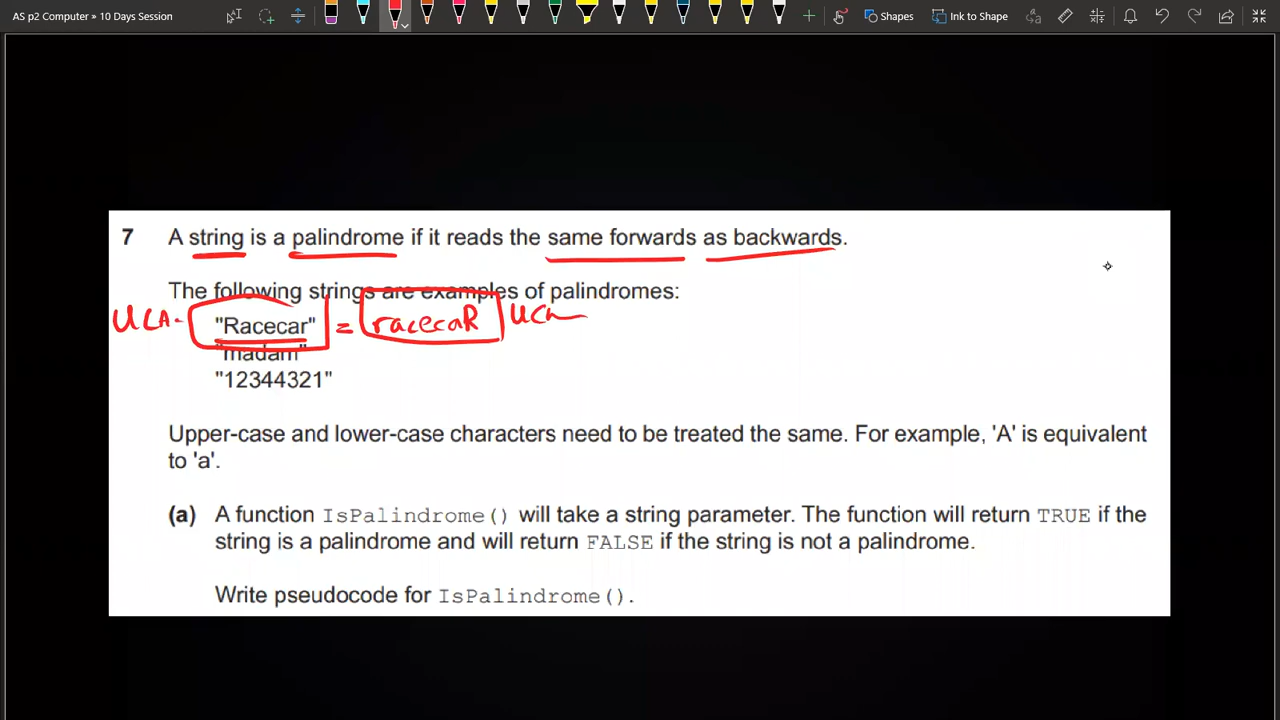 AS p2 Computer » 10 Days Session
Shapes
Ink to Shape
7 A string is a palindrome if it reads the same forwards as backwards.
The following strings are examples of palindromes:
"Racecar" = racecaR
"madam"
"12344321"
Upper-case and lower-case characters need to be treated the same. For example, 'A' is equivalent
to 'a'.
(a) A function IsPalindrome() will take a string parameter. The function will return TRUE if the
string is a palindrome and will return FALSE if the string is not a palindrome.
Write pseudocode for IsPalindrome().